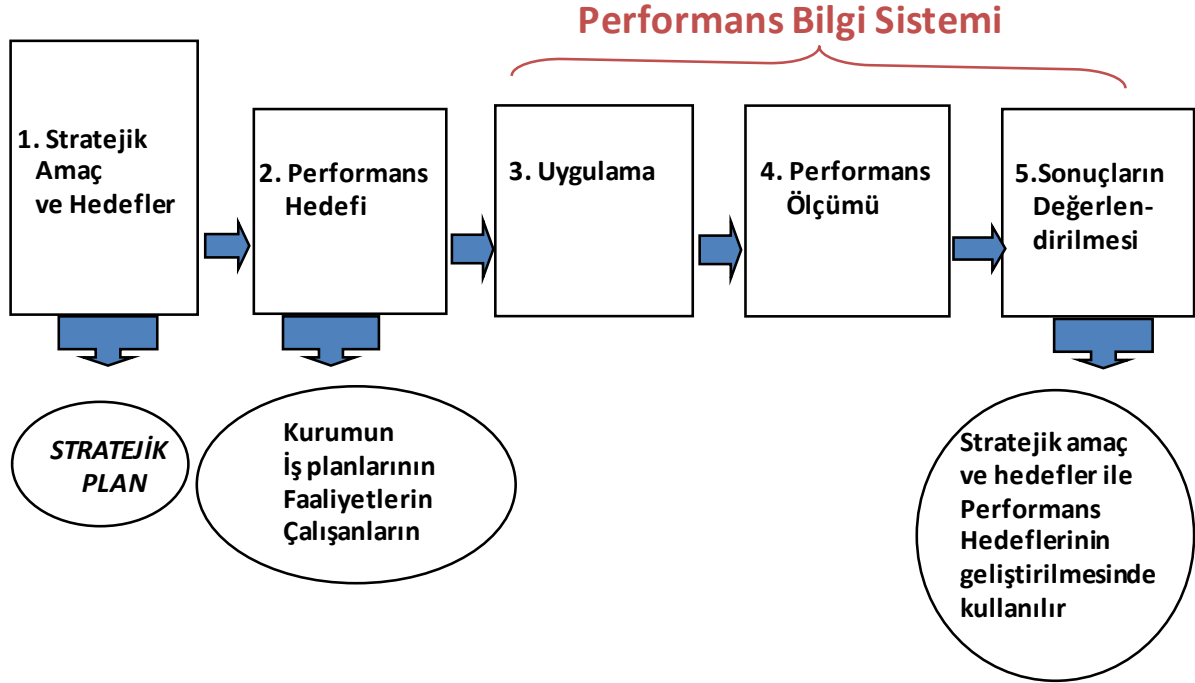 Performans Bilgi Sistemi
1. Stratejik
Amaç
ve Hedefler
2. Performans
Hedefi
3. Uygulama
4. Performans
Ölçümü
5.Sonuçların
Değerlen-
dirilmesi
STRATEJİK
PLAN
Kurumun
İş planlarının
Faaliyetlerin
Çalışanların
Stratejik amaç
ve hedefler ile
Performans
Hedeflerinin
geliştirilmesinde
kullanılır